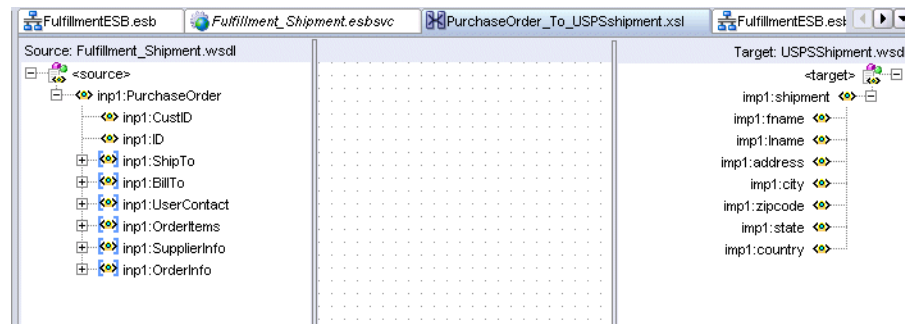 FulfillmentESB.esb Fulfillment_Shipment.esbsvc PurchaseOrder_To_USPSshipment.xsl FulfillmentESB.esb
Source: Fulfillment_Shipment.wsdl
<source>
inp1:PurchaseOrder
inp1:CustID
inp1:ID
inp1:ShipTo
inp1:BillTo
inp1:UserContact
inp1:OrderItems
inp1:SupplierInfo
inp1:OrderInfo
Target: USPSShipment.wsd
<target>
imp1:shipment
imp1:fname
imp1:lname
imp1:address
imp1:city
imp1:zipcode
imp1:state
imp1:country